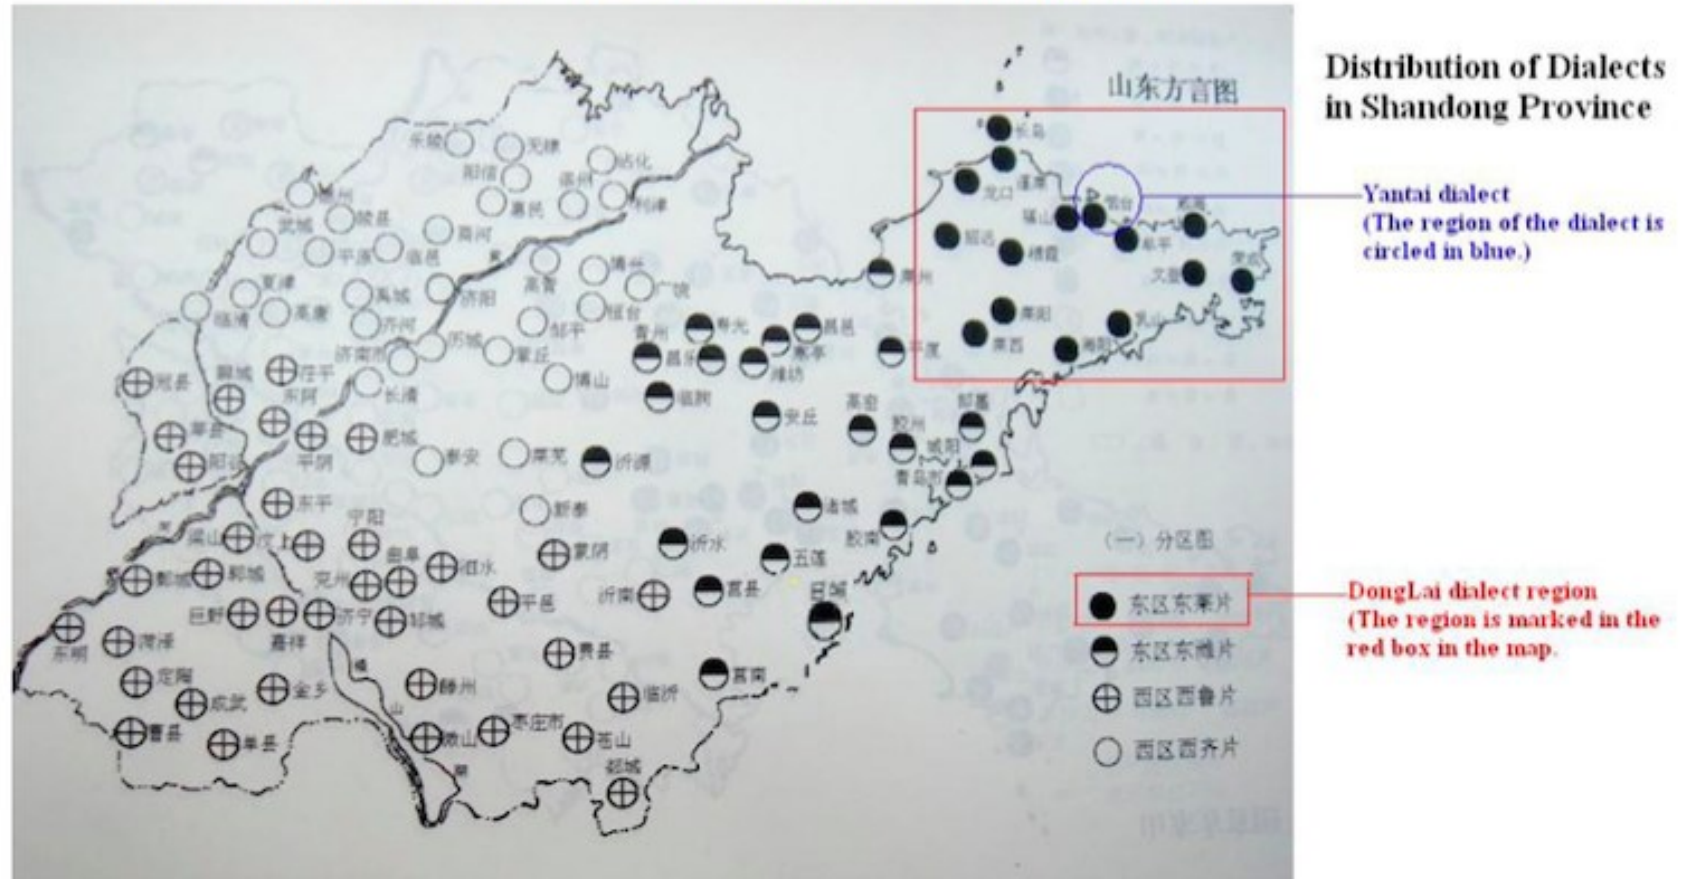 山东方言图
Distribution of Dialects
in Shandong Province
Yantai dialect
(The region of the dialect is
circled in blue.)
DongLai dialect region
(The region is marked in the
red box in the map.
(一)分区图
东区东莱片
东区东潍片
西区西鲁片
西区西齐片
长岛
龙口
福山
烟台
牟平
招远
栖霞
文登
荣成
莱阳
莱西
海阳
乳山
乐陵
无棣
沾化
阳信
惠民
利津
德州
陵县
武城
商河
平原
临邑
夏津
禹城
济阳
高青
临清
高唐
齐河
邹平
桓台
济南市
历城
章丘
博山
长清
青州
寿光
昌邑
昌乐
潍坊
平度
临朐
安丘
高密
胶州
即墨
城阳
青岛市
冠县
聊城
茌平
东阿
莘县
阳谷
平阴
肥城
泰安
莱芜
沂源
东平
宁阳
新泰
诸城
胶南
梁山
汶上
曲阜
泗水
蒙阴
沂水
五莲
鄄城
郓城
兖州
平邑
沂南
莒县
日照
巨野
嘉祥
济宁
邹城
东明
菏泽
费县
定陶
成武
金乡
滕州
临沂
莒南
曹县
单县
微山
枣庄市
苍山
郯城